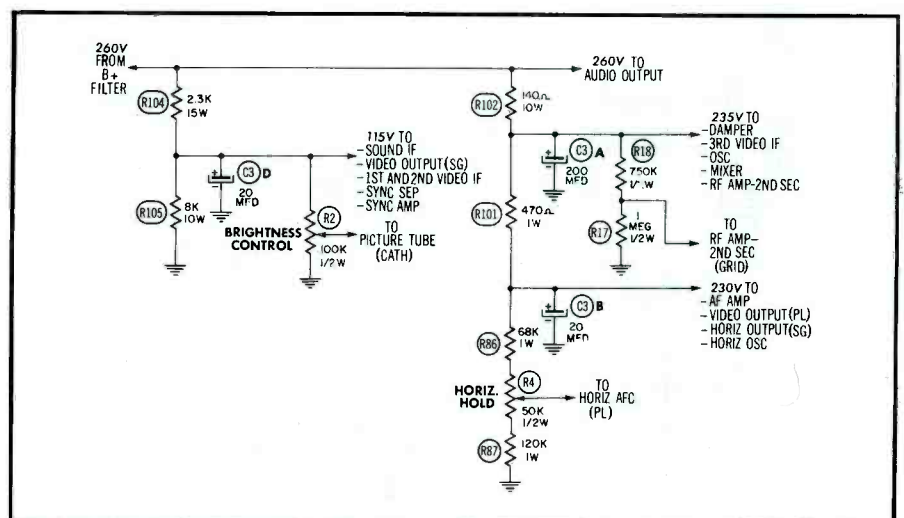 260V
FROM
B+
FILTER
260V TO
AUDIO OUTPUT
R104
2.3K
15W
R102
140Ω
10W
115V TO
-SOUND IF
-VIDEO OUTPUT(SG)
-1ST AND 2ND VIDEO IF
-SYNC SEP
-SYNC AMP
C3 D
20
MFD
R105
8K
10W
BRIGHTNESS
CONTROL
R2
100K
1/2W
TO
PICTURE TUBE
(CATH)
235V TO
-DAMPER
-3RD VIDEO IF
-OSC
-MIXER
-RF AMP-2ND SEC
C3 A
200
MFD
R18
750K
R101
470Ω
1W
R17
1
MEG
1/2W
TO
RF AMP-
2ND SEC
(GRID)
230V TO
-AF AMP
-VIDEO OUTPUT(PL)
-HORIZ OUTPUT(SG)
-HORIZ OSC
C3 B
20
MFD
R86
68K
1W
HORIZ.
HOLD
R4
50K
1/2W
TO
HORIZ AFC
(PL)
R87
120K
1W